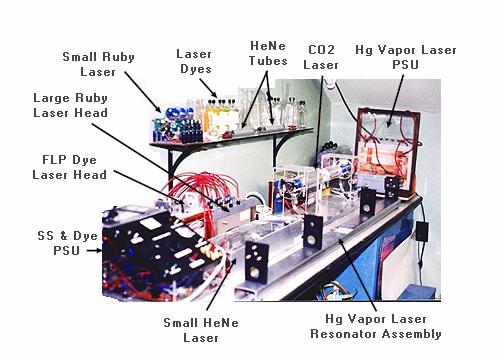 Small Ruby
Laser
Laser
Dyes
HeNe
Tubes
CO2
Laser
Hg Vapor Laser
PSU
Large Ruby
Laser Head
FLP Dye
Laser Head
SS & Dye
PSU
Small HeNe
Laser
Hg Vapor Laser
Resonator Assembly